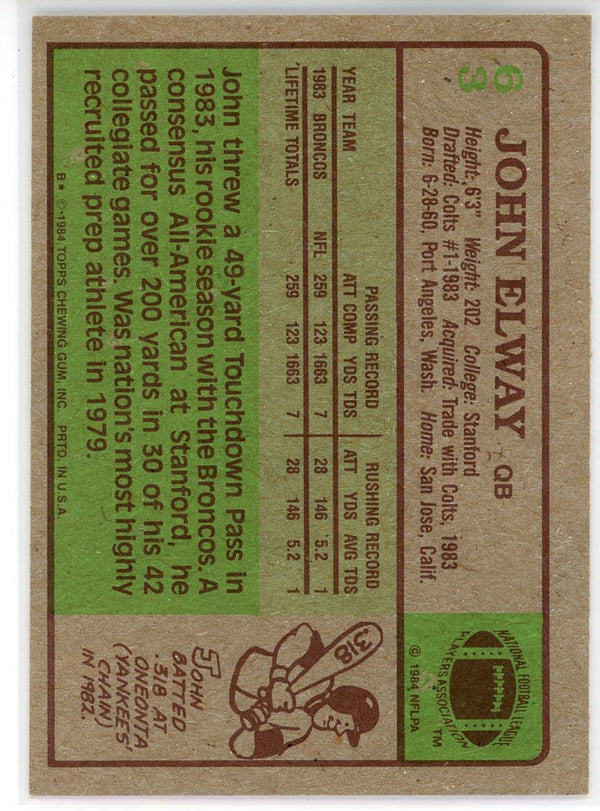 63
JOHN ELWAY QB
Height: 6'3" Weight: 202 College: Stanford
Drafted: Colts #1-1983 Acquired: Trade with Colts, 1983
Born: 6-28-60, Port Angeles, Wash. Home: San Jose, Calif.
NATIONAL FOOTBALL LEAGUE
PLAYERS ASSOCIATION
TM
© 1984 NFLPA
PASSING RECORD RUSHING RECORD
YEAR TEAM ATT COMP YDS TDS ATT YDS AVG TDS
1983 BRONCOS NFL 259 123 1663 7 28 146 5.2 1
LIFETIME TOTALS 259 123 1663 7 28 146 5.2 1
John threw a 49-yard Touchdown Pass in
1983, his rookie season with the Broncos. A
consensus All-American at Stanford, he
passed for over 200 yards in 30 of his 42
collegiate games. Was nation's most highly
recruited prep athlete in 1979.
B* © 1984 TOPPS CHEWING GUM, INC. PRTD. IN U.S.A.
318
JOHN
BATED
.318 AT
ONEONTA
(YANKEES'
CHAIN)
IN 1982.